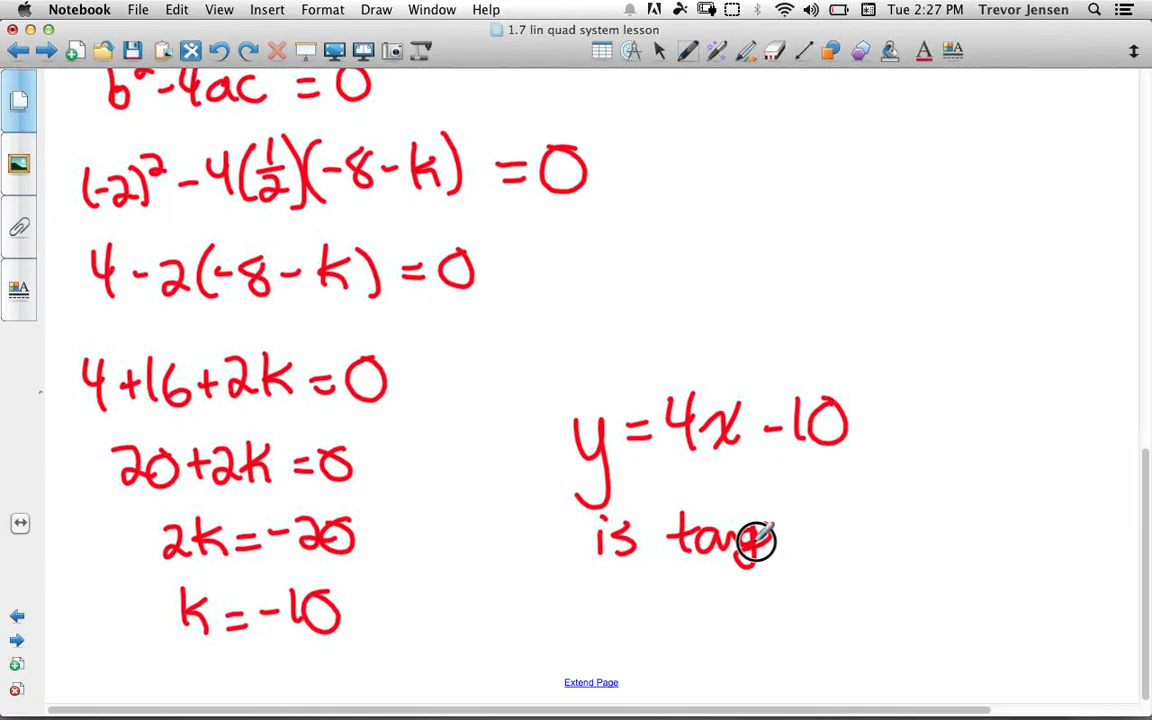 Notebook File Edit View Insert Format Draw Window Help Tue 2:27 PM Trevor Jensen
1.7 lin quad system lesson
b² - 4ac = 0
(-2)² - 4(1/2)(-8 - k) = 0
4 - 2(-8 - k) = 0
4 + 16 + 2k = 0
20 + 2k = 0
2k = -20
k = -10
y = 4x - 10
is tang
Extend Page